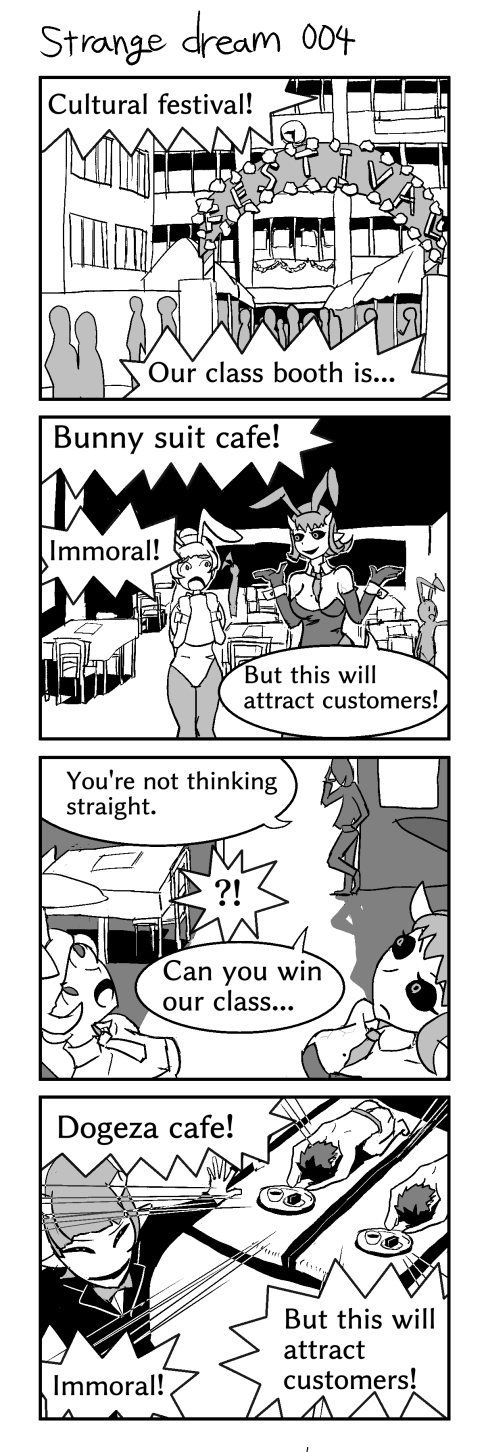 Strange dream 004
Cultural festival!
FESTIVAL
Our class booth is...
Bunny suit cafe!
Immoral!
But this will
attract customers!
You're not thinking
straight.
?!
Can you win
our class...
Dogeza cafe!
But this will
attract
customers!
Immoral!